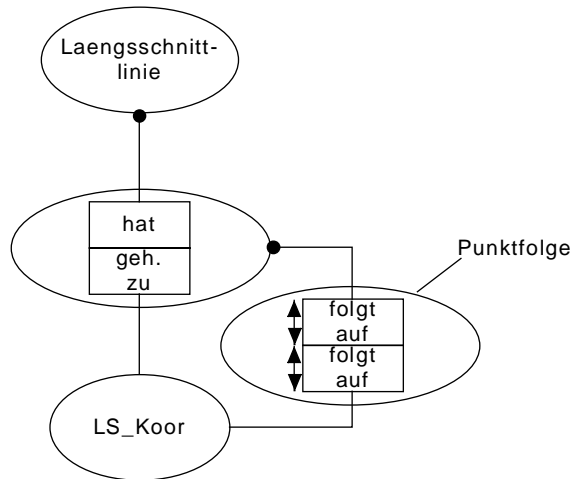 Laengsschnitt-
linie
hat
geh.
zu
Punktfolge
folgt
auf
folgt
auf
LS_Koor